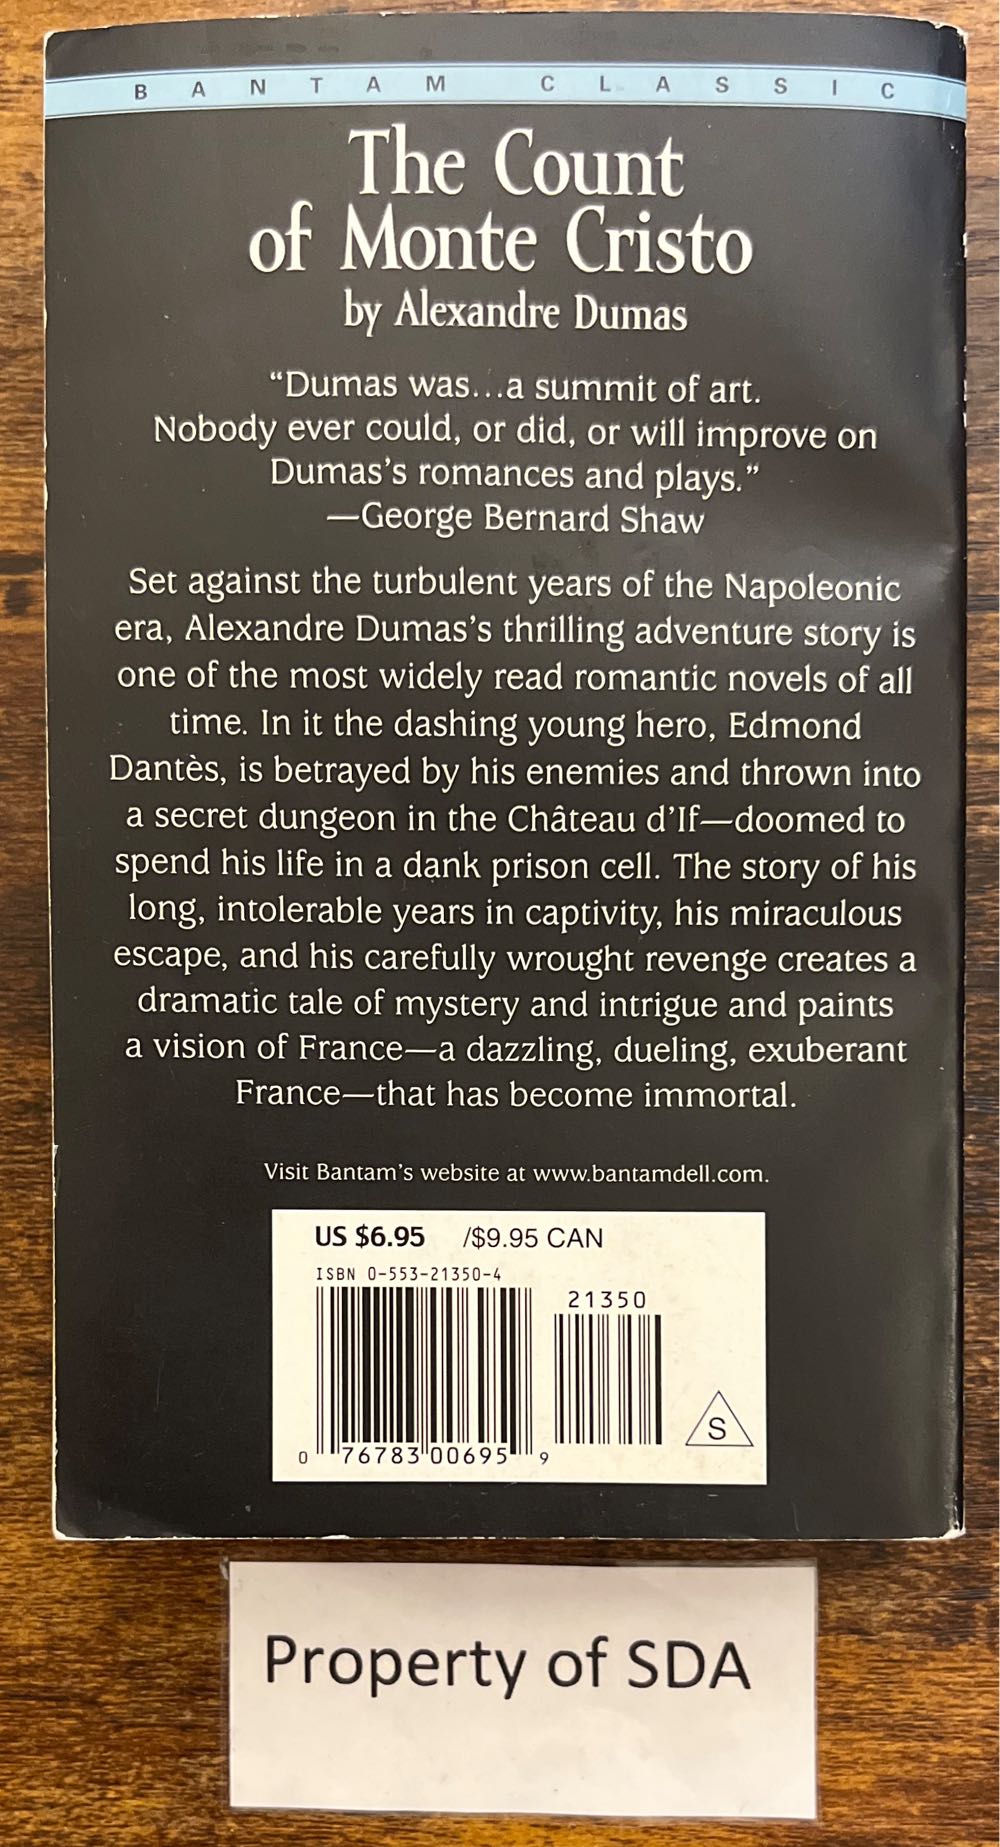 BANTAM CLASSIC
The Count
of Monte Cristo
by Alexandre Dumas
“Dumas was...a summit of art.
Nobody ever could, or did, or will improve on
Dumas’s romances and plays.”
—George Bernard Shaw
Set against the turbulent years of the Napoleonic
era, Alexandre Dumas’s thrilling adventure story is
one of the most widely read romantic novels of all
time. In it the dashing young hero, Edmond
Dantès, is betrayed by his enemies and thrown into
a secret dungeon in the Château d’If—doomed to
spend his life in a dank prison cell. The story of his
long, intolerable years in captivity, his miraculous
escape, and his carefully wrought revenge creates a
dramatic tale of mystery and intrigue and paints
a vision of France—a dazzling, dueling, exuberant
France—that has become immortal.
Visit Bantam’s website at www.bantamdell.com.
US $6.95 /$9.95 CAN
ISBN 0-553-21350-4
21350
0 76783 00695 9
S
Property of SDA